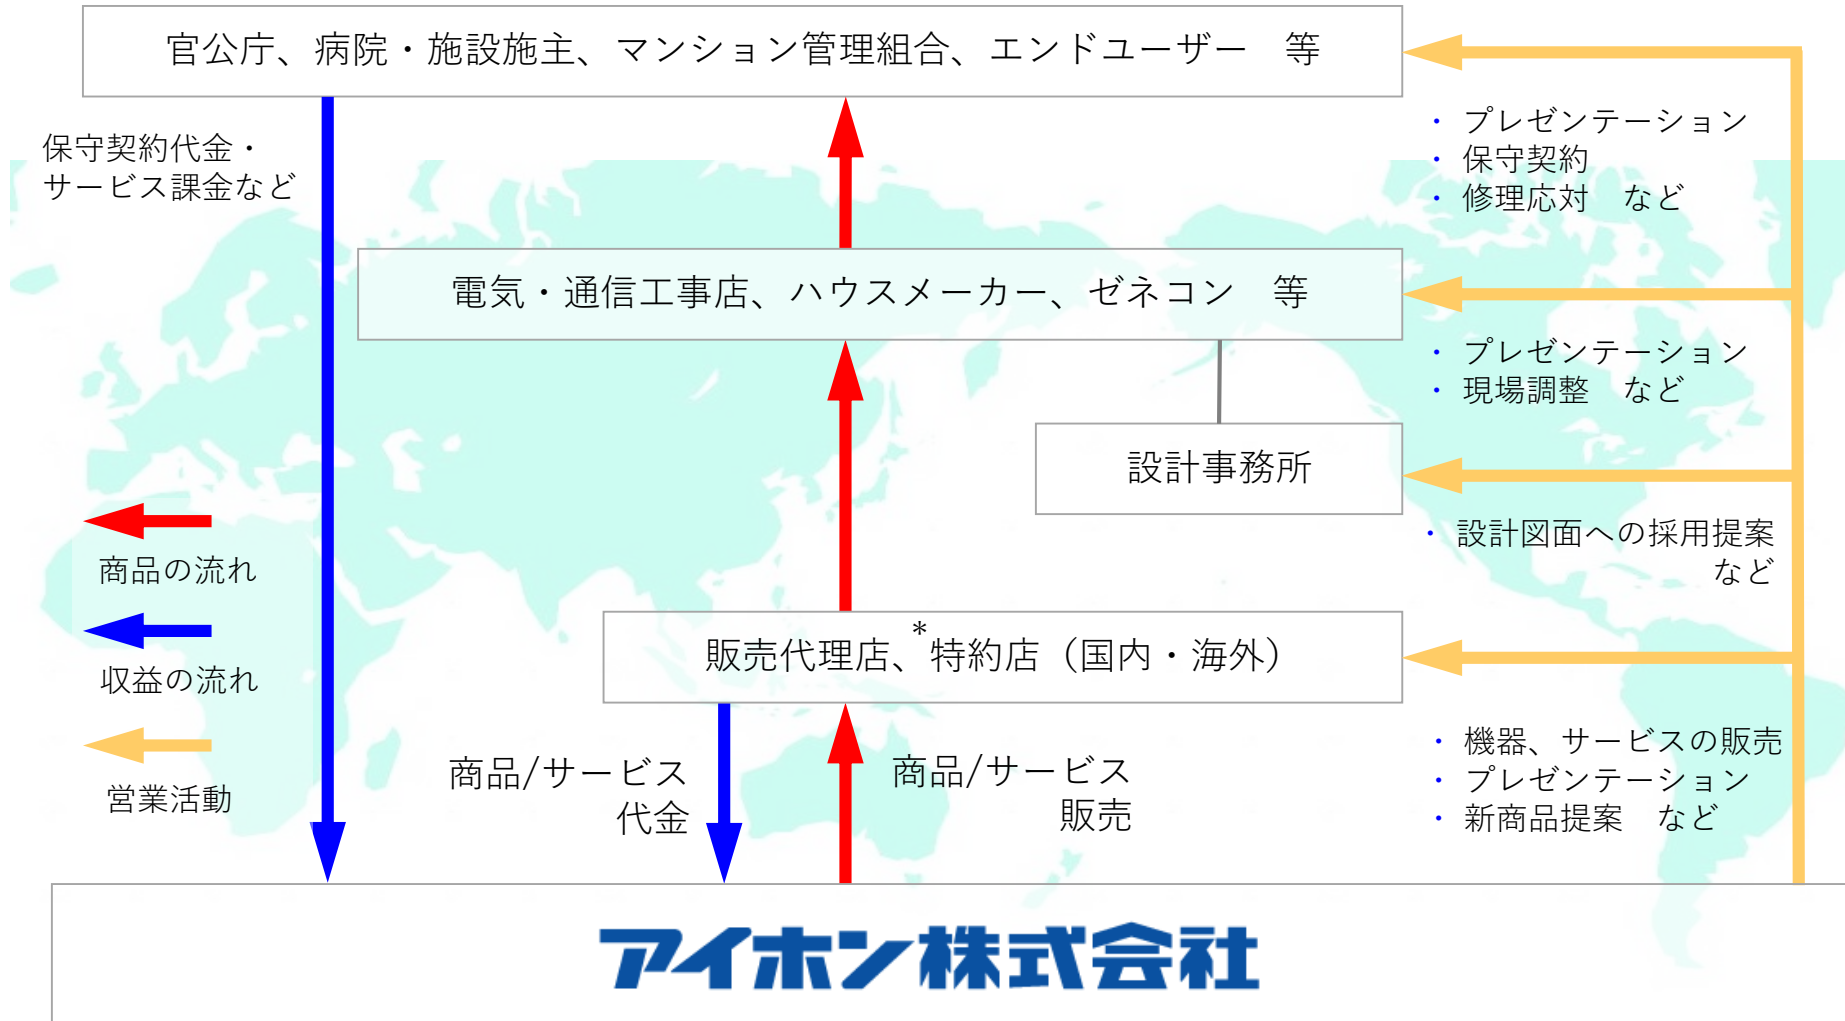 官公庁、病院・施設施主、マンション管理組合、エンドユーザー　等
保守契約代金・
サービス課金など
・ プレゼンテーション
・ 保守契約
・ 修理応対　など
電気・通信工事店、ハウスメーカー、ゼネコン　等
・ プレゼンテーション
・ 現場調整　など
設計事務所
・ 設計図面への採用提案
など
商品の流れ
収益の流れ
営業活動
販売代理店、*特約店（国内・海外）
商品/サービス
代金
商品/サービス
販売
・ 機器、サービスの販売
・ プレゼンテーション
・ 新商品提案　など
アイホン株式会社